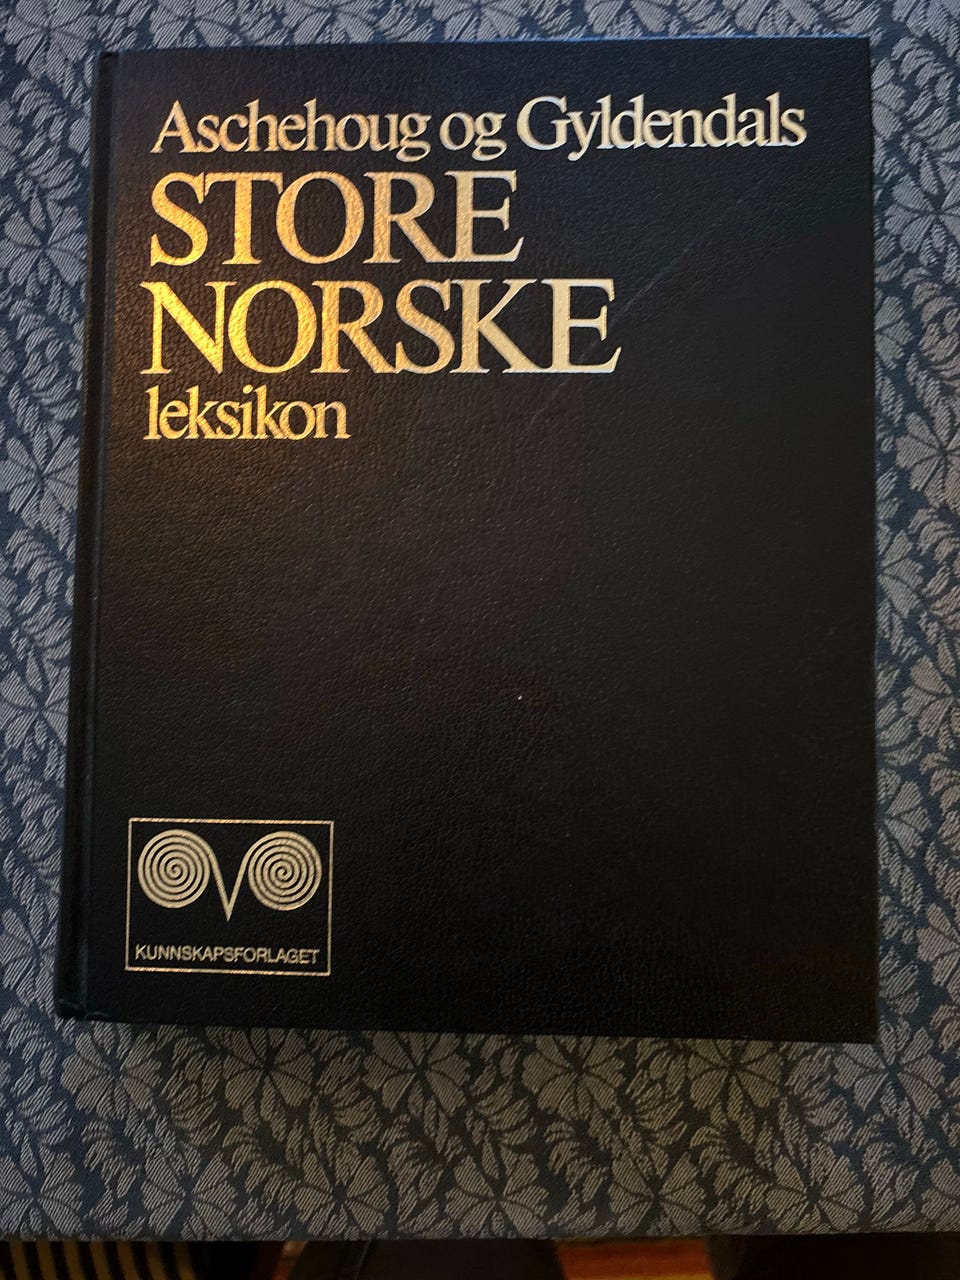 Aschehoug og Gyldendals
STORE
NORSKE
leksikon
KUNNSKAPSFORLAGET